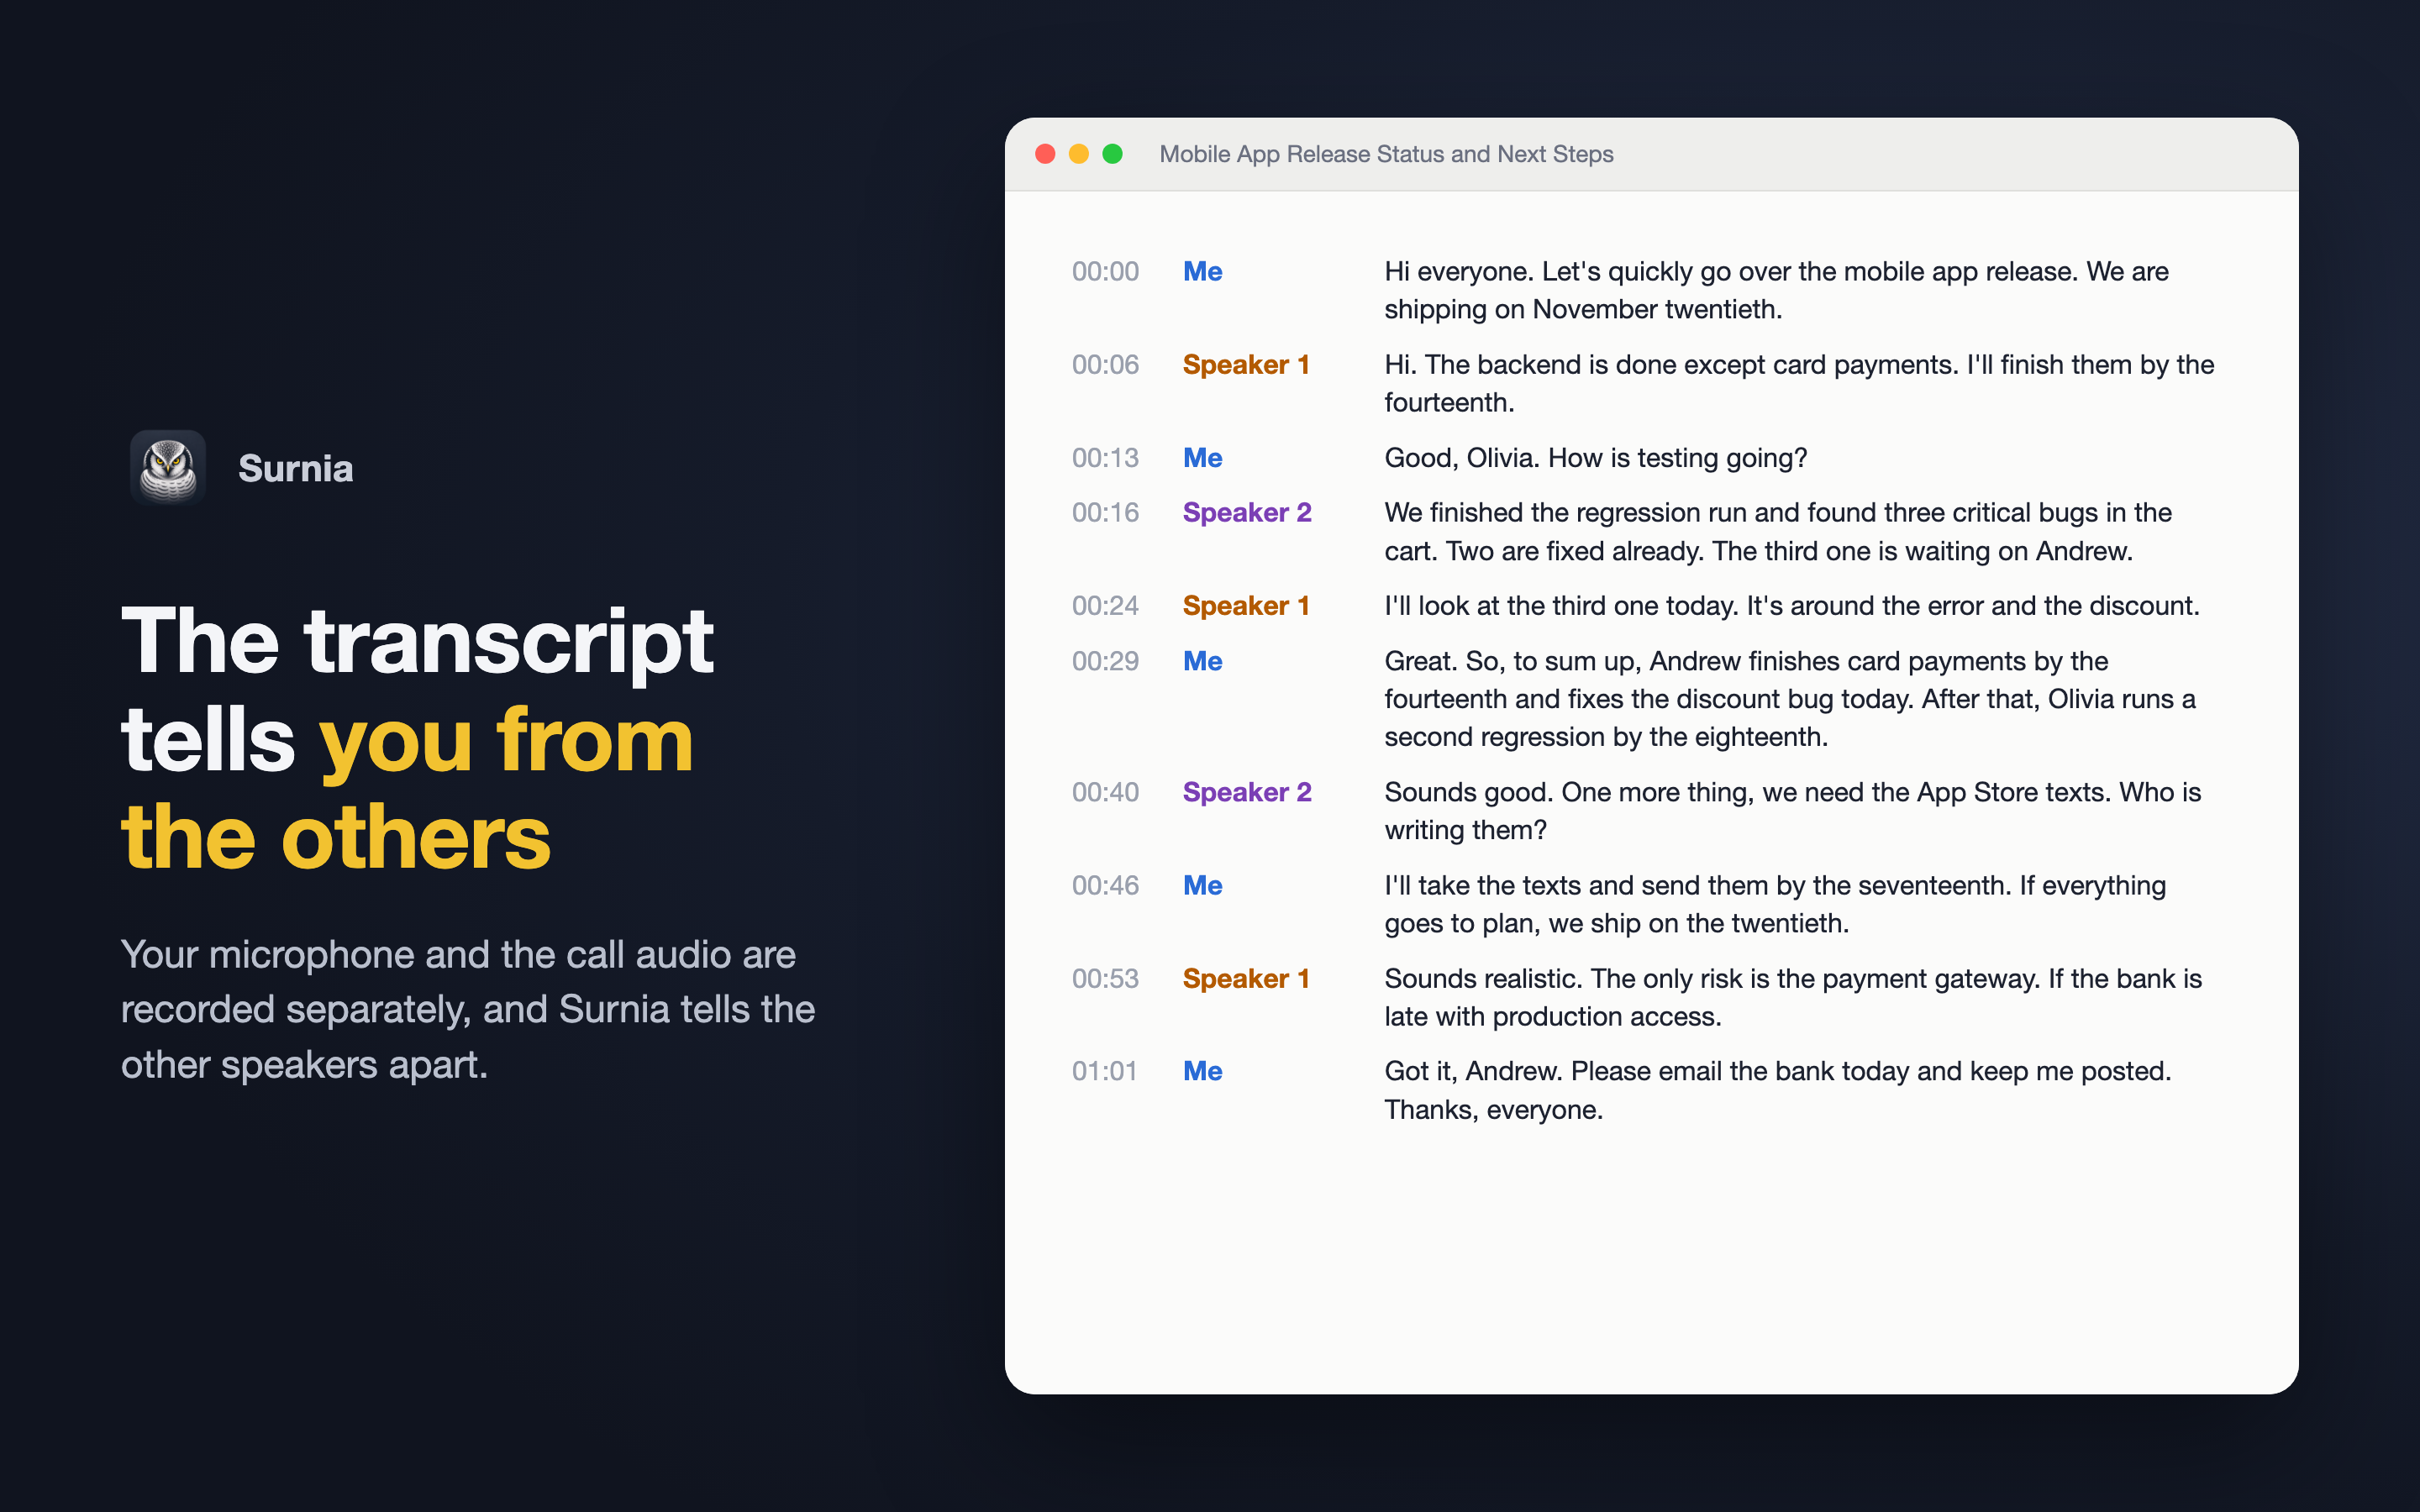 Surnia
The transcript
tells you from
the others
Your microphone and the call audio are
recorded separately, and Surnia tells the
other speakers apart.
Mobile App Release Status and Next Steps
00:00 Me Hi everyone. Let's quickly go over the mobile app release. We are
shipping on November twentieth.
00:06 Speaker 1 Hi. The backend is done except card payments. I'll finish them by the
fourteenth.
00:13 Me Good, Olivia. How is testing going?
00:16 Speaker 2 We finished the regression run and found three critical bugs in the
cart. Two are fixed already. The third one is waiting on Andrew.
00:24 Speaker 1 I'll look at the third one today. It's around the error and the discount.
00:29 Me Great. So, to sum up, Andrew finishes card payments by the
fourteenth and fixes the discount bug today. After that, Olivia runs a
second regression by the eighteenth.
00:40 Speaker 2 Sounds good. One more thing, we need the App Store texts. Who is
writing them?
00:46 Me I'll take the texts and send them by the seventeenth. If everything
goes to plan, we ship on the twentieth.
00:53 Speaker 1 Sounds realistic. The only risk is the payment gateway. If the bank is
late with production access.
01:01 Me Got it, Andrew. Please email the bank today and keep me posted.
Thanks, everyone.